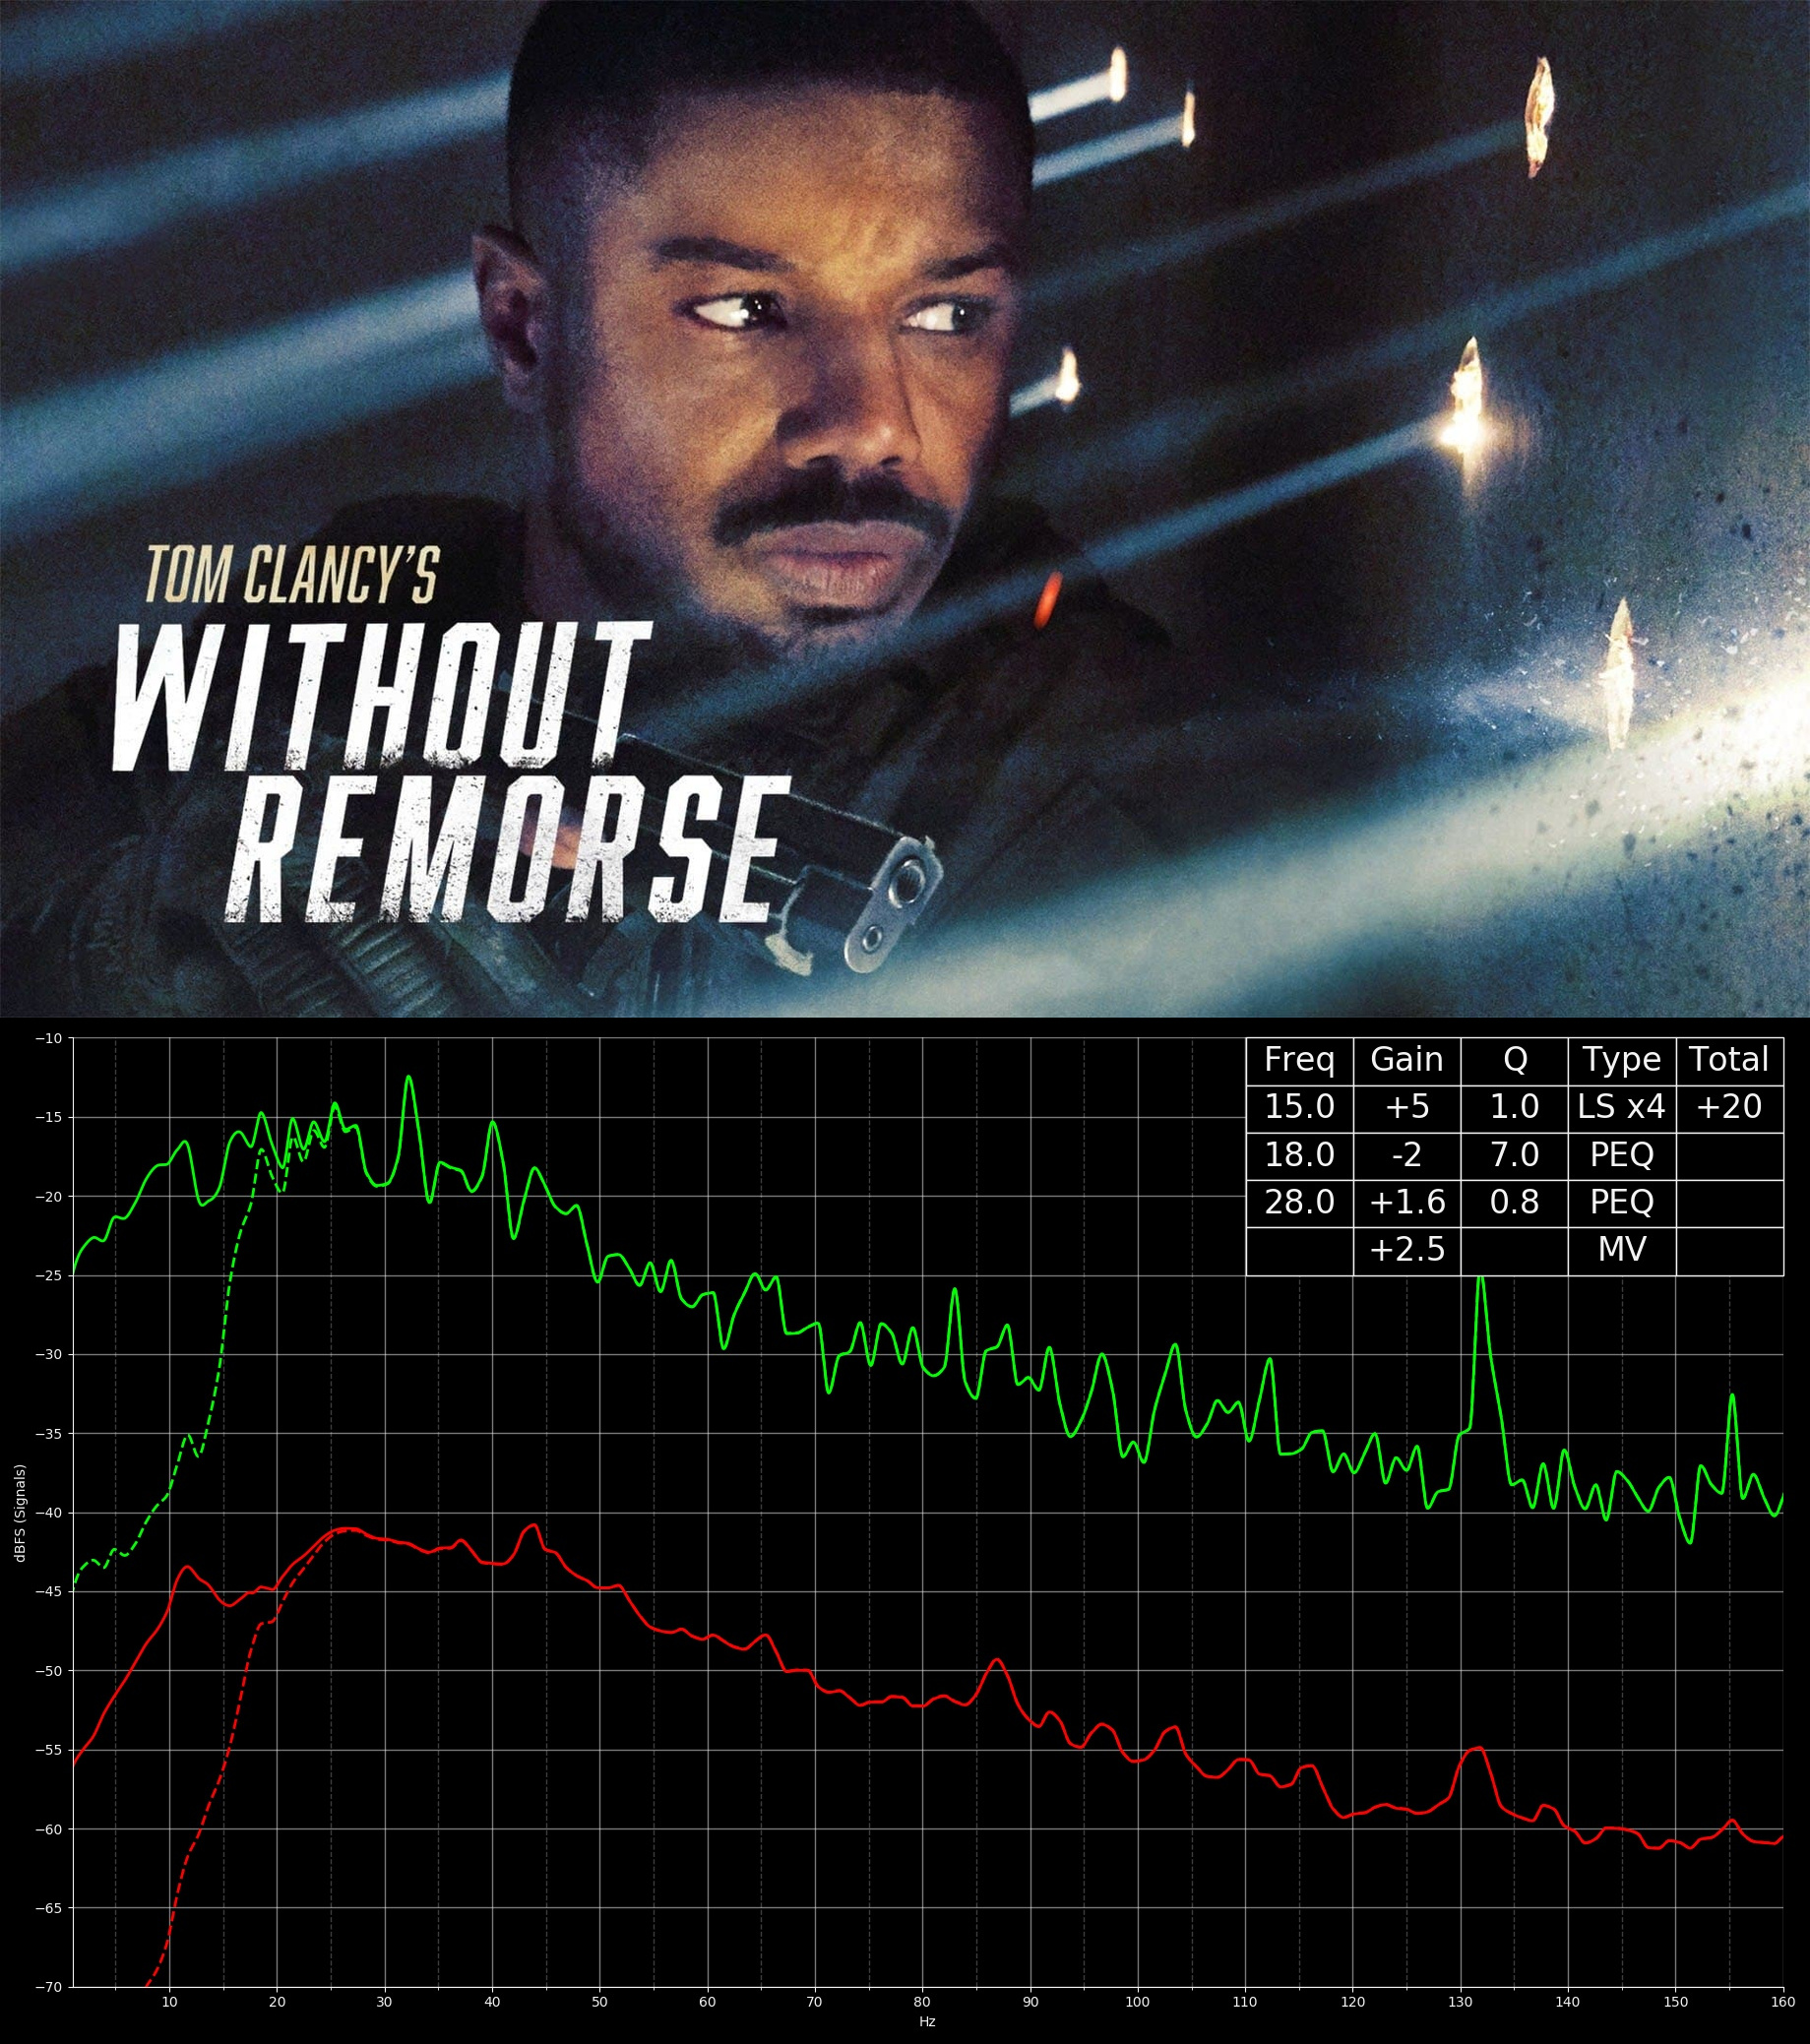 TOM CLANCY'S
WITHOUT
REMORSE
Freq Gain Q Type Total
15.0 +5 1.0 LS x4 +20
18.0 -2 7.0 PEQ
28.0 +1.6 0.8 PEQ
+2.5 MV
−10
−15
−20
−25
−30
−35
−40
−45
−50
−55
−60
−65
−70
dBFS (Signals)
10 20 30 40 50 60 70 80 90 100 110 120 130 140 150 160
Hz